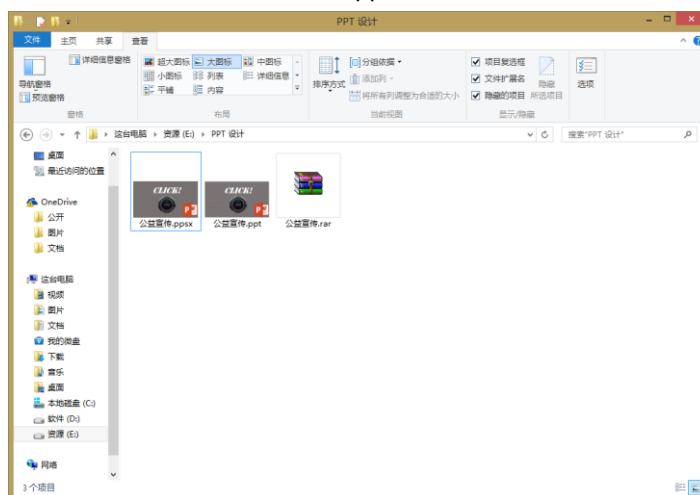 PPT 设计
文件 主页 共享 查看
导航窗格
预览窗格
详细信息窗格
窗格
超大图标 大图标 中图标
小图标 列表 详细信息
平铺 内容
布局
排序方式
分组依据
添加列
将所有列调整为合适的大小
当前视图
项目复选框
文件扩展名
隐藏的项目
隐藏
所选项目
显示/隐藏
选项
这台电脑 资源 (E:) PPT 设计
搜索"PPT 设计"
桌面
最近访问的位置
OneDrive
公开
图片
文档
这台电脑
视频
图片
文档
我的微盘
下载
音乐
桌面
本地磁盘 (C:)
软件 (D:)
资源 (E:)
网络
CLICK!
公益宣传.ppsx
CLICK!
公益宣传.ppt
公益宣传.rar
3 个项目